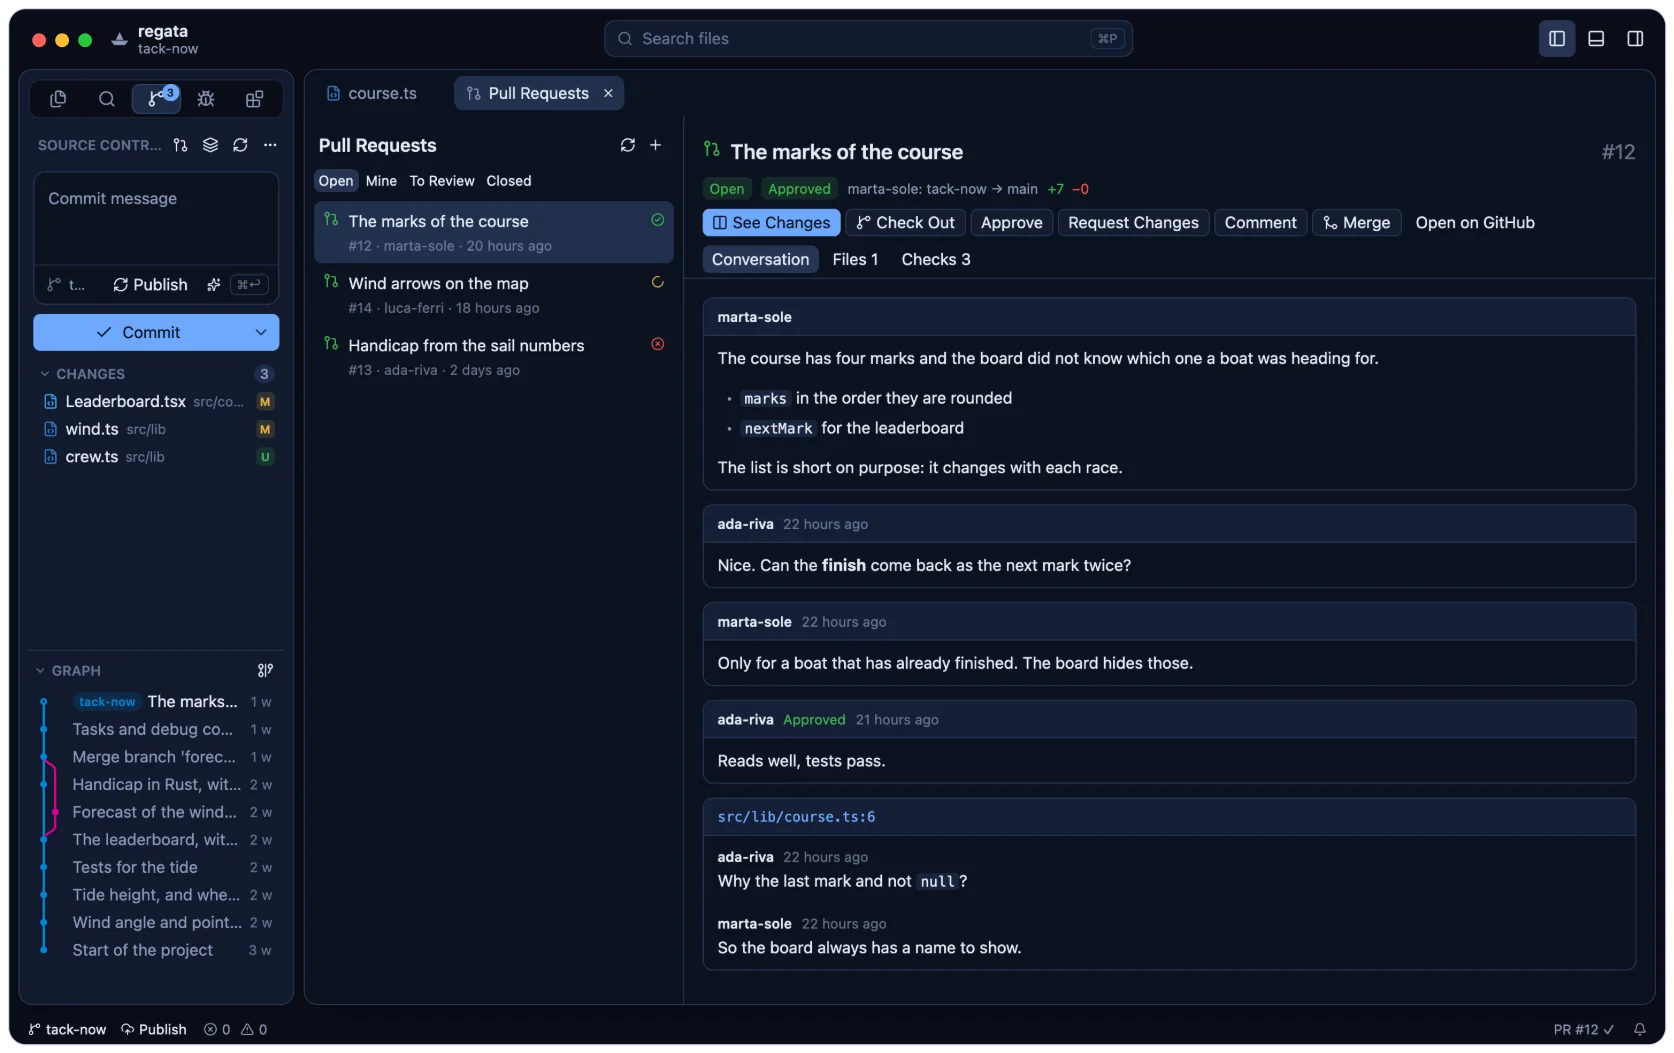 regata
tack-now
Search files
⌘P
3
SOURCE CONTR...
Commit message
t...
Publish
⌘↩
Commit
CHANGES
3
Leaderboard.tsx src/co... M
wind.ts src/lib M
crew.ts src/lib U
GRAPH
tack-now The marks... 1 w
Tasks and debug co... 1 w
Merge branch 'forec... 1 w
Handicap in Rust, wit... 2 w
Forecast of the wind... 2 w
The leaderboard, wit... 2 w
Tests for the tide 2 w
Tide height, and whe... 2 w
Wind angle and point... 2 w
Start of the project 3 w
course.ts
Pull Requests ×
Pull Requests
Open Mine To Review Closed
The marks of the course
#12 · marta-sole · 20 hours ago
Wind arrows on the map
#14 · luca-ferri · 18 hours ago
Handicap from the sail numbers
#13 · ada-riva · 2 days ago
The marks of the course #12
Open Approved marta-sole: tack-now → main +7 −0
See Changes Check Out Approve Request Changes Comment Merge Open on GitHub
Conversation Files 1 Checks 3
marta-sole
The course has four marks and the board did not know which one a boat was heading for.
• marks in the order they are rounded
• nextMark for the leaderboard
The list is short on purpose: it changes with each race.
ada-riva 22 hours ago
Nice. Can the finish come back as the next mark twice?
marta-sole 22 hours ago
Only for a boat that has already finished. The board hides those.
ada-riva Approved 21 hours ago
Reads well, tests pass.
src/lib/course.ts:6
ada-riva 22 hours ago
Why the last mark and not null?
marta-sole 22 hours ago
So the board always has a name to show.
tack-now Publish 0 0
PR #12 ✓